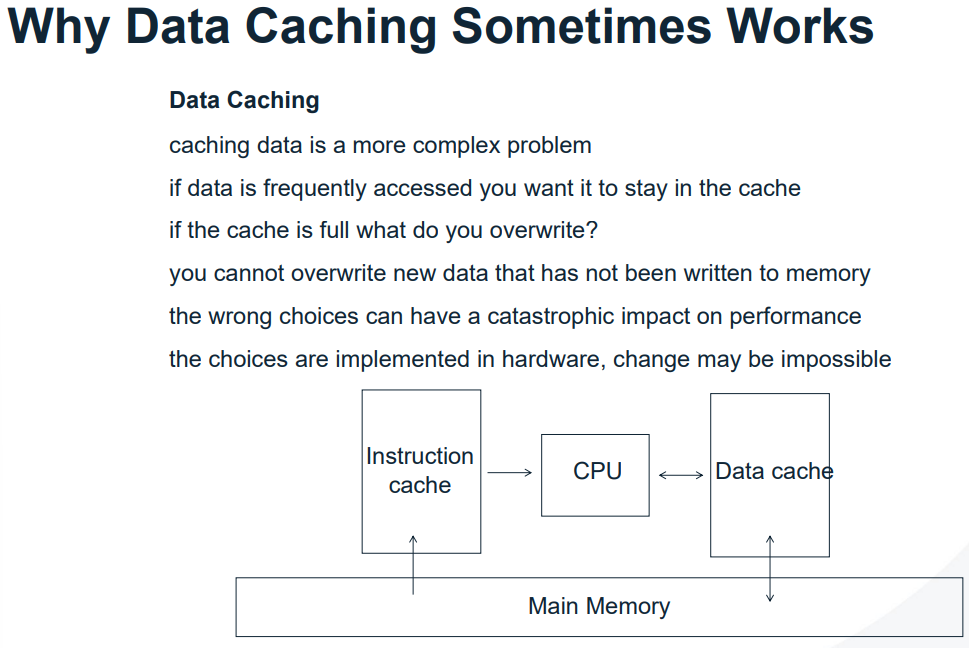 Why Data Caching Sometimes Works
Data Caching
caching data is a more complex problem
if data is frequently accessed you want it to stay in the cache
if the cache is full what do you overwrite?
you cannot overwrite new data that has not been written to memory
the wrong choices can have a catastrophic impact on performance
the choices are implemented in hardware, change may be impossible
Instruction
cache
CPU
Data cache
Main Memory